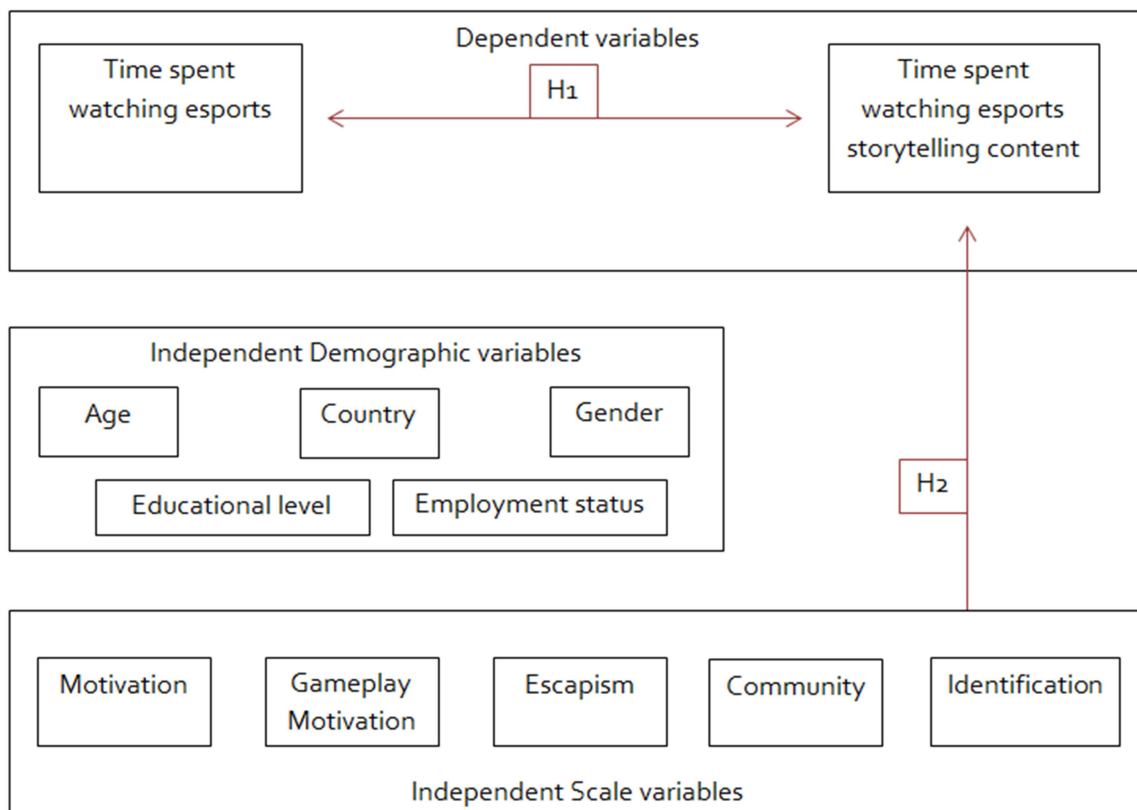 Dependent variables
Time spent
watching esports
H1
Time spent
watching esports
storytelling content
Independent Demographic variables
Age
Country
Gender
Educational level
Employment status
H2
Motivation
Gameplay
Motivation
Escapism
Community
Identification
Independent Scale variables